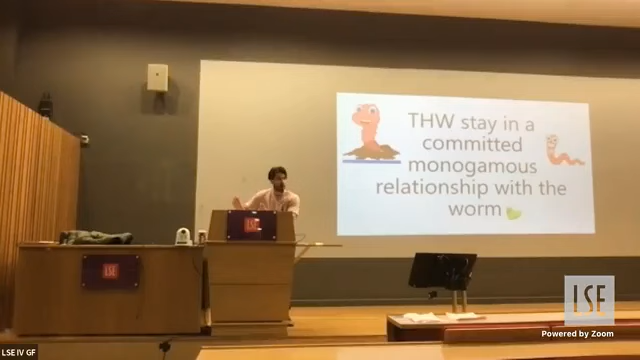 THW stay in a
committed
monogamous
relationship with the
worm
LSE
LSE
LSE
Powered by Zoom
LSE IV GF